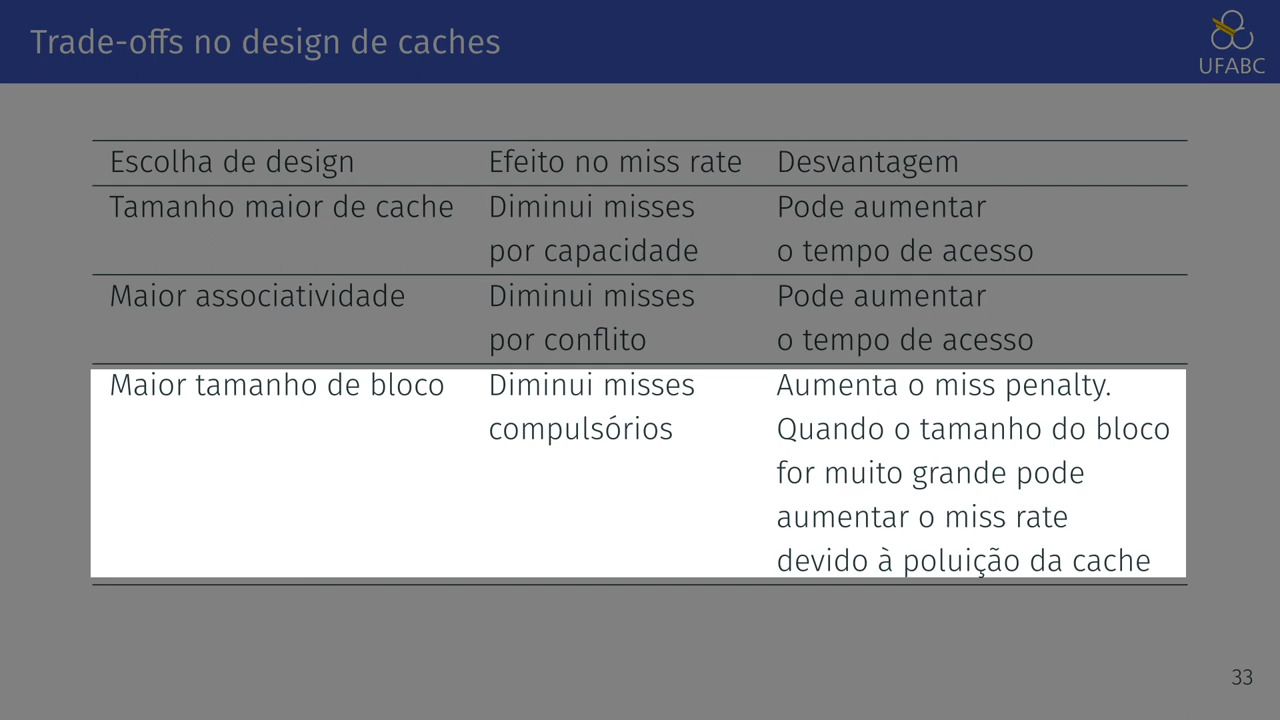 Trade-offs no design de caches
UFABC
Escolha de design Efeito no miss rate Desvantagem
Tamanho maior de cache Diminui misses Pode aumentar
por capacidade o tempo de acesso
Maior associatividade Diminui misses Pode aumentar
por conflito o tempo de acesso
Maior tamanho de bloco Diminui misses Aumenta o miss penalty.
compulsórios Quando o tamanho do bloco
for muito grande pode
aumentar o miss rate
devido à poluição da cache
33